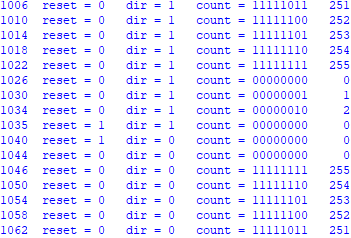 1006 reset = 0 dir = 1 count = 11111011 251
1010 reset = 0 dir = 1 count = 11111100 252
1014 reset = 0 dir = 1 count = 11111101 253
1018 reset = 0 dir = 1 count = 11111110 254
1022 reset = 0 dir = 1 count = 11111111 255
1026 reset = 0 dir = 1 count = 00000000 0
1030 reset = 0 dir = 1 count = 00000001 1
1034 reset = 0 dir = 1 count = 00000010 2
1035 reset = 1 dir = 1 count = 00000000 0
1040 reset = 1 dir = 0 count = 00000000 0
1044 reset = 0 dir = 0 count = 00000000 0
1046 reset = 0 dir = 0 count = 11111111 255
1050 reset = 0 dir = 0 count = 11111110 254
1054 reset = 0 dir = 0 count = 11111101 253
1058 reset = 0 dir = 0 count = 11111100 252
1062 reset = 0 dir = 0 count = 11111011 251